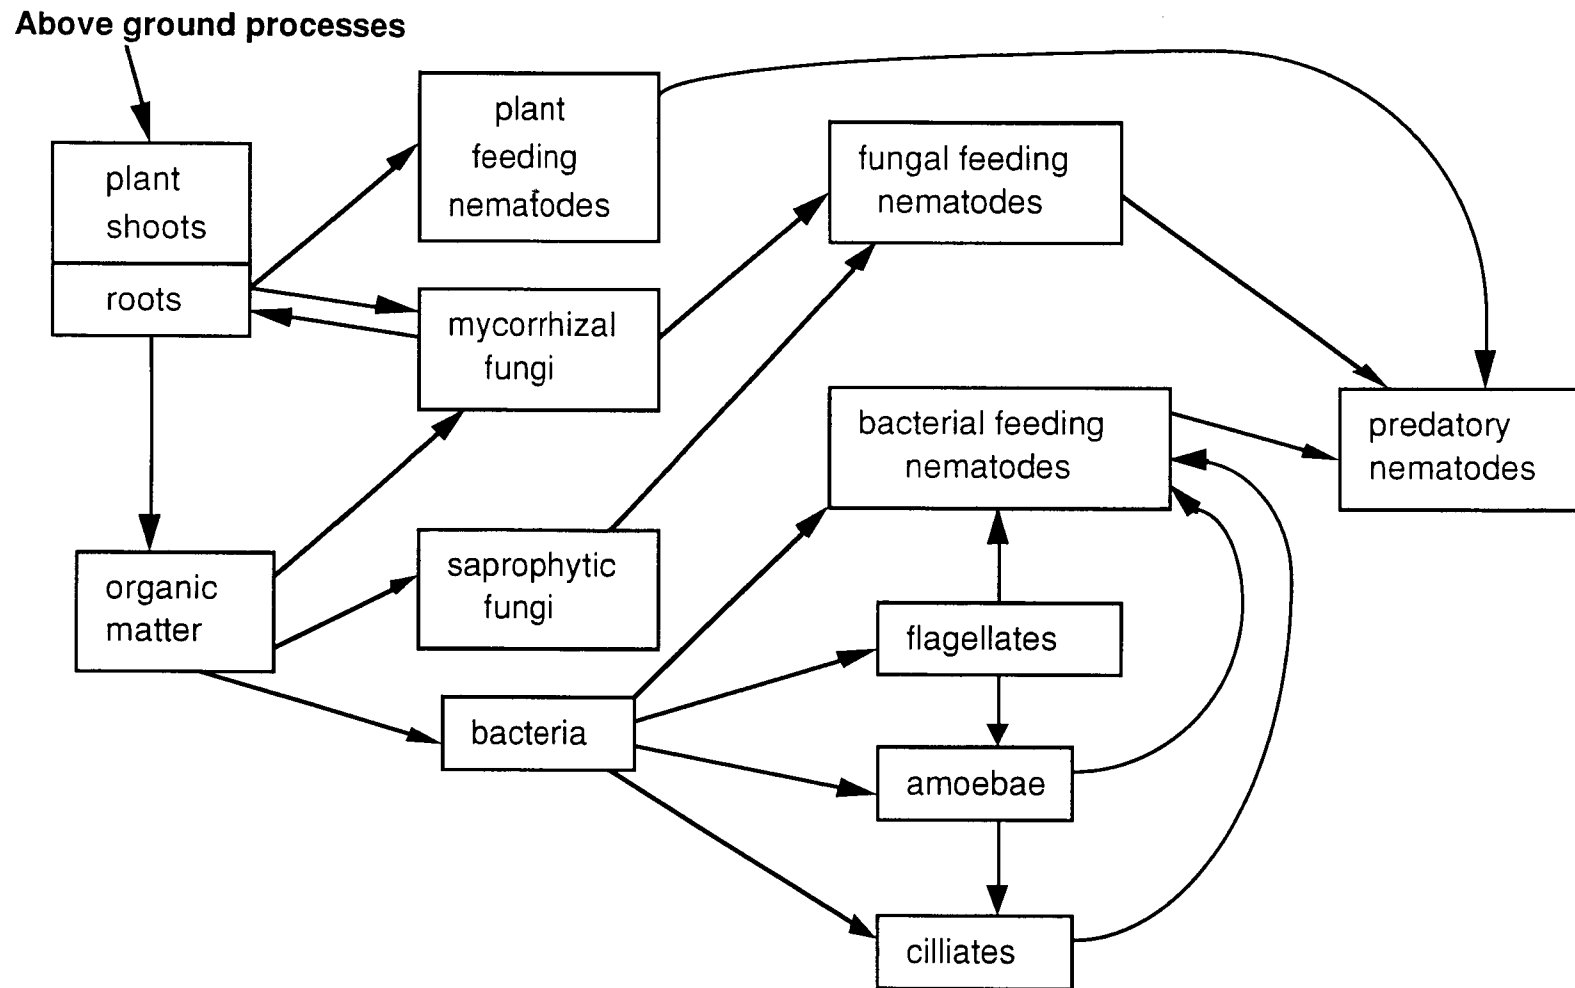 Above ground processes
plant
shoots
roots
plant
feeding
nematodes
mycorrhizal
fungi
fungal feeding
nematodes
bacterial feeding
nematodes
predatory
nematodes
organic
matter
saprophytic
fungi
bacteria
flagellates
amoebae
cilliates